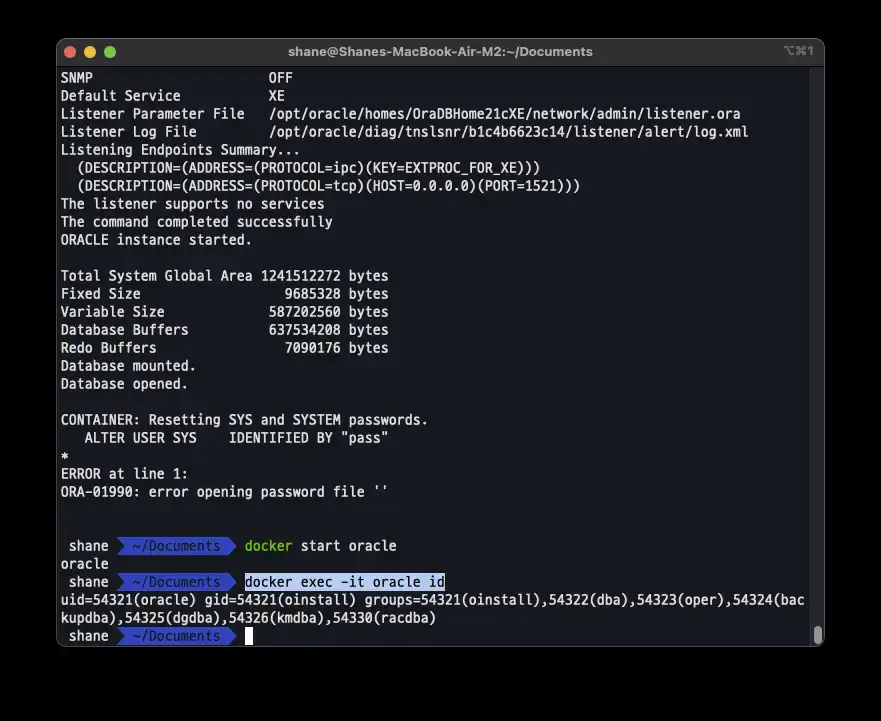 shane@Shanes-MacBook-Air-M2:~/Documents ⌥⌘1
SNMP                      OFF
Default Service           XE
Listener Parameter File   /opt/oracle/homes/OraDBHome21cXE/network/admin/listener.ora
Listener Log File         /opt/oracle/diag/tnslsnr/b1c4b6623c14/listener/alert/log.xml
Listening Endpoints Summary...
  (DESCRIPTION=(ADDRESS=(PROTOCOL=ipc)(KEY=EXTPROC_FOR_XE)))
  (DESCRIPTION=(ADDRESS=(PROTOCOL=tcp)(HOST=0.0.0.0)(PORT=1521)))
The listener supports no services
The command completed successfully
ORACLE instance started.
Total System Global Area 1241512272 bytes
Fixed Size                  9685328 bytes
Variable Size             587202560 bytes
Database Buffers          637534208 bytes
Redo Buffers                7090176 bytes
Database mounted.
Database opened.
CONTAINER: Resetting SYS and SYSTEM passwords.
   ALTER USER SYS    IDENTIFIED BY "pass"
*
ERROR at line 1:
ORA-01990: error opening password file ''
shane ~/Documents docker start oracle
oracle
shane ~/Documents docker exec -it oracle id
uid=54321(oracle) gid=54321(oinstall) groups=54321(oinstall),54322(dba),54323(oper),54324(bac
kupdba),54325(dgdba),54326(kmdba),54330(racdba)
shane ~/Documents